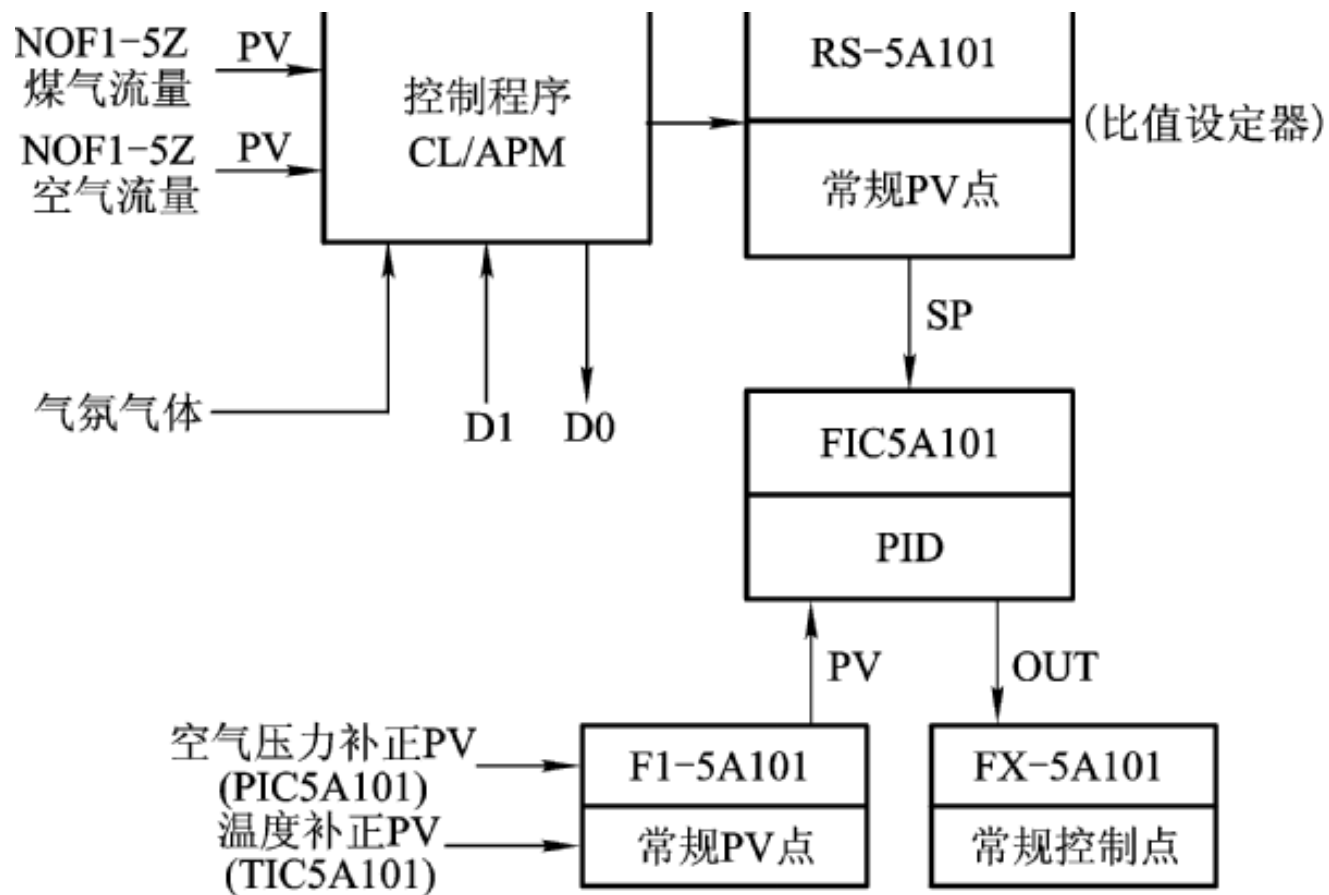 NOF1-5Z
煤气流量
PV
NOF1-5Z
空气流量
PV
控制程序
CL/APM
RS-5A101
常规PV点
(比值设定器)
SP
气氛气体
D1
D0
FIC5A101
PID
PV
OUT
空气压力补正PV
(PIC5A101)
温度补正PV
(TIC5A101)
F1-5A101
常规PV点
FX-5A101
常规控制点